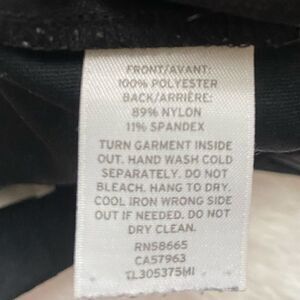 FRONT/AVANT:
100% POLYESTER
BACK/ARRIÈRE:
89% NYLON
11% SPANDEX
TURN GARMENT INSIDE
OUT. HAND WASH COLD
SEPARATELY. DO NOT
BLEACH. HANG TO DRY.
COOL IRON WRONG SIDE
OUT IF NEEDED. DO NOT
DRY CLEAN.
RN58665
CA57963
TL305375MI